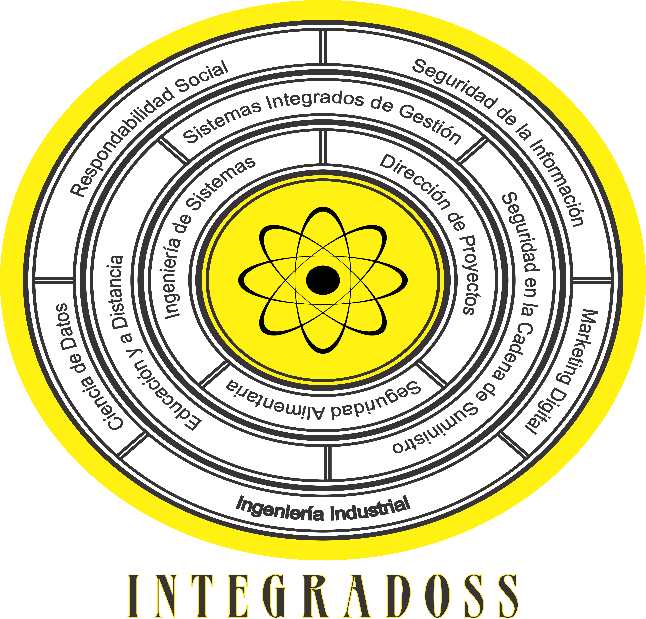 Respondabilidad Social
Seguridad de la Información
Sistemas Integrados de Gestión
Ingeniería de Sistemas
Dirección de Proyectos
Seguridad en la Cadena de Suministro
Educación y a Distancia
Ciencia de Datos
Marketing Digital
Seguridad Alimentaria
Ingeniería Industrial
INTEGRADOSS